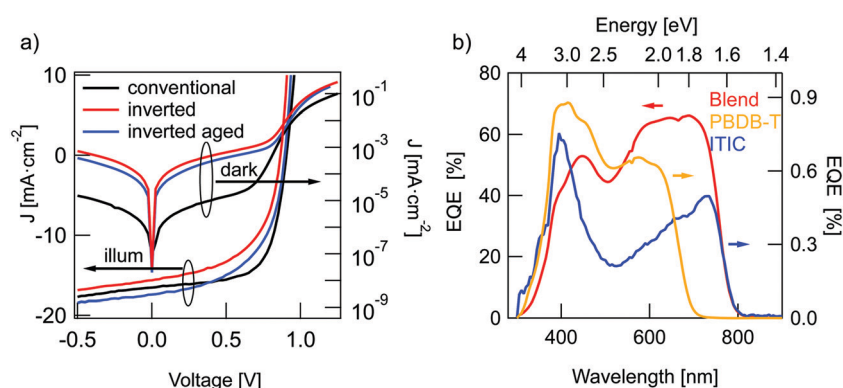 a)
10
0
-10
-20
J [mA·cm-2]
conventional
inverted
inverted aged
dark
illum
10-1
10-3
10-5
10-7
10-9
J [mA·cm-2]
-0.5 0.0 0.5 1.0
Voltage [V]
b)
Energy [eV]
4 3.0 2.5 2.0 1.8 1.6 1.4
80
60
40
20
0
EQE [%]
Blend
PBDB-T
ITIC
0.9
0.6
0.3
0.0
EQE [%]
400 600 800
Wavelength [nm]